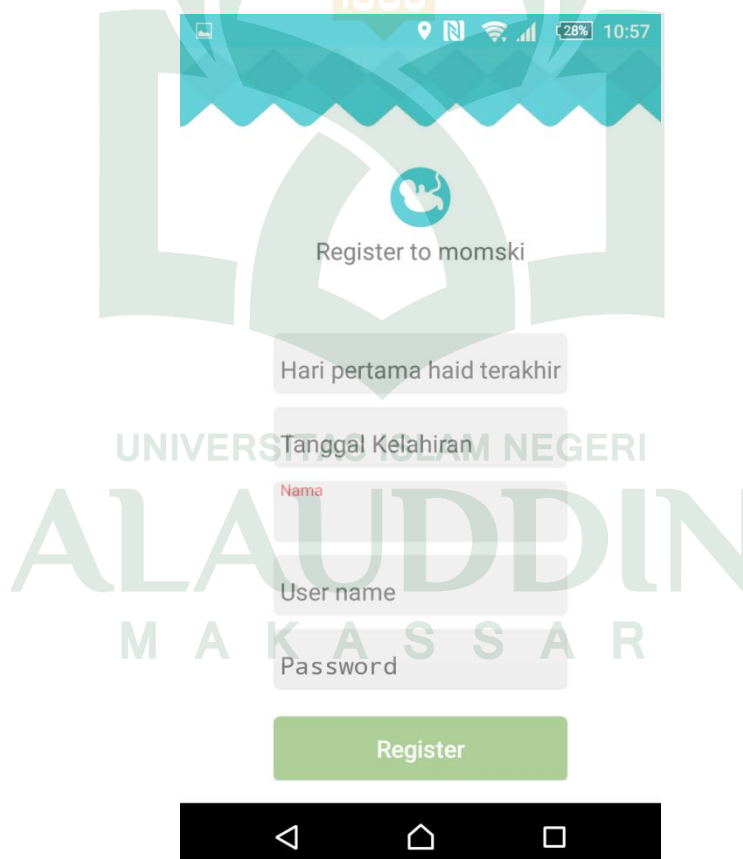 28% 10:57
Register to momski
Hari pertama haid terakhir
UNIVERSITAS ISLAM NEGERI
Tanggal Kelahiran
Nama
ALAUDDIN
User name
MAKASSAR
Password
Register